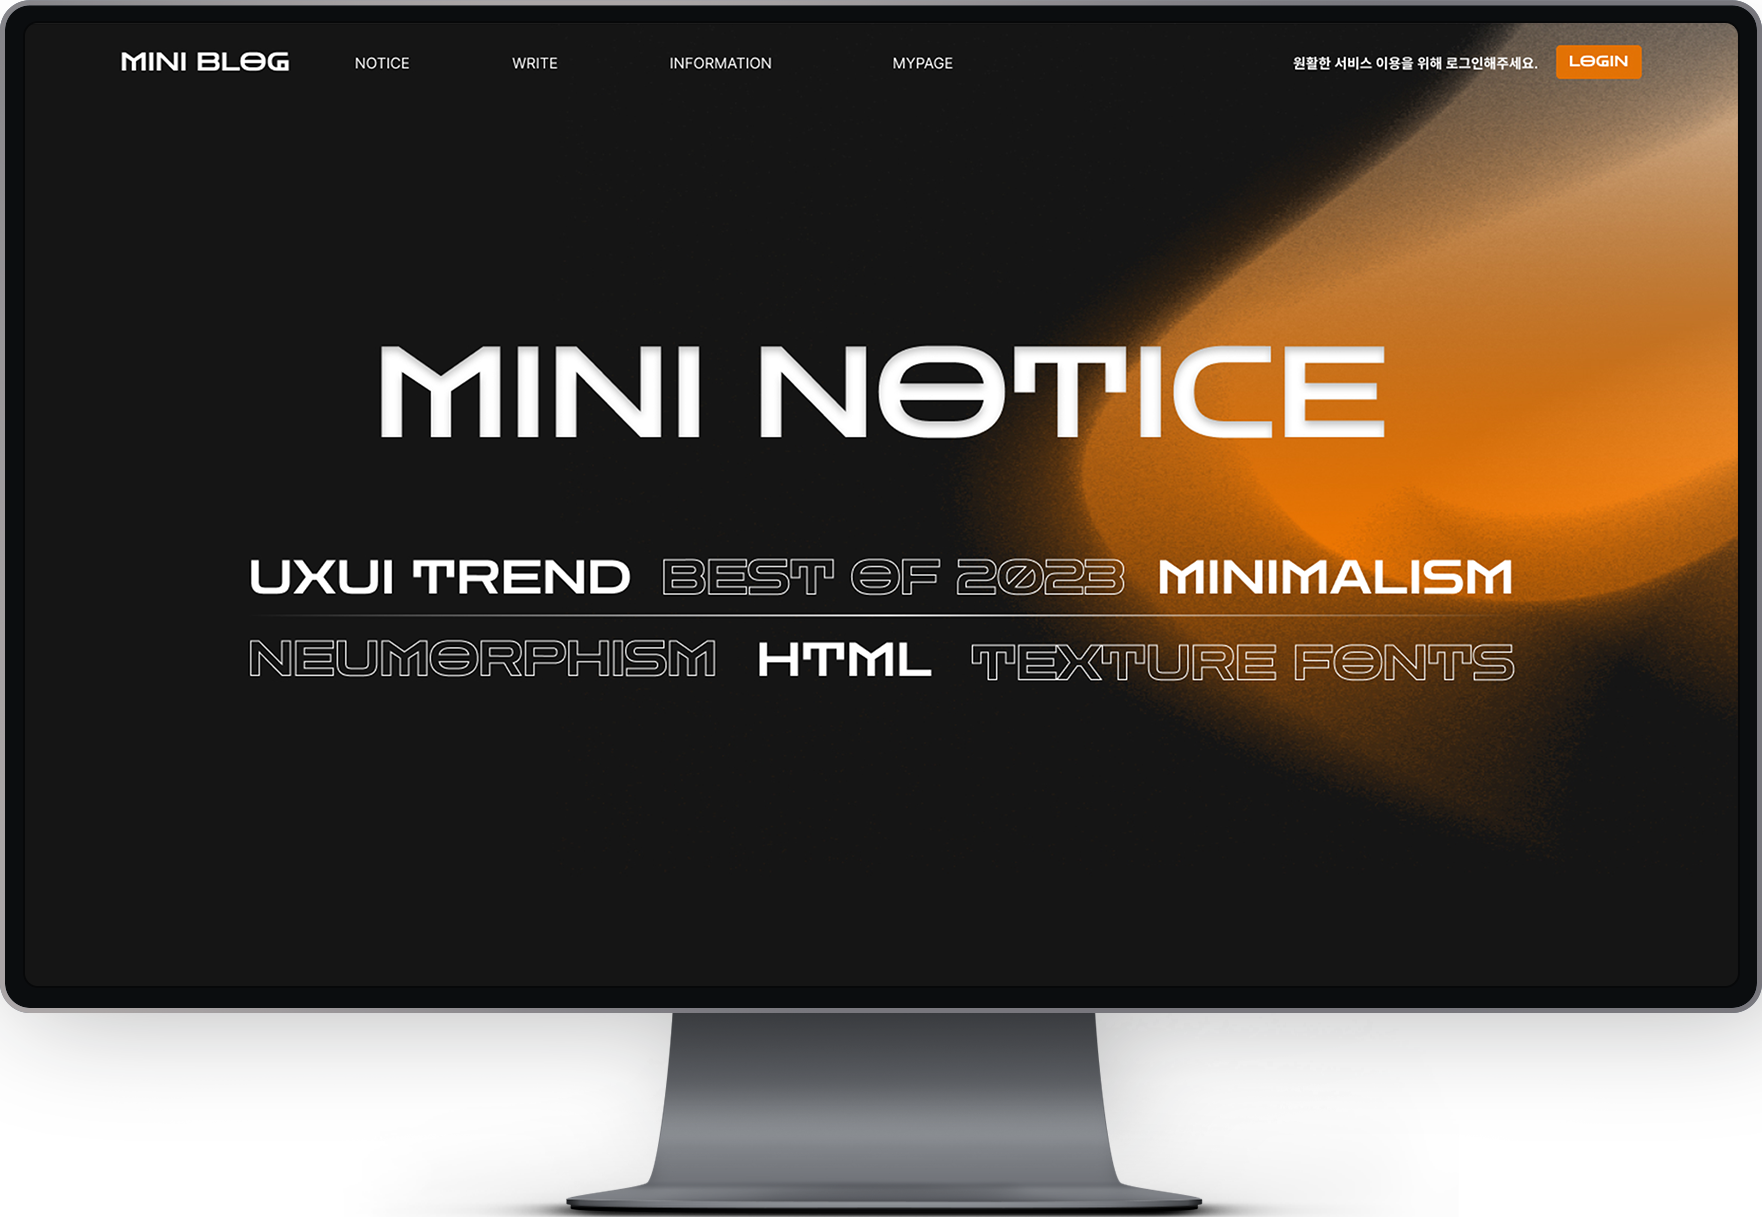 MINI BLOG NOTICE WRITE INFORMATION MYPAGE 원활한 서비스 이용을 위해 로그인해주세요. LOGIN
MINI NOTICE
UXUI TREND BEST OF 2023 MINIMALISM
NEUMORPHISM HTML TEXTURE FONTS